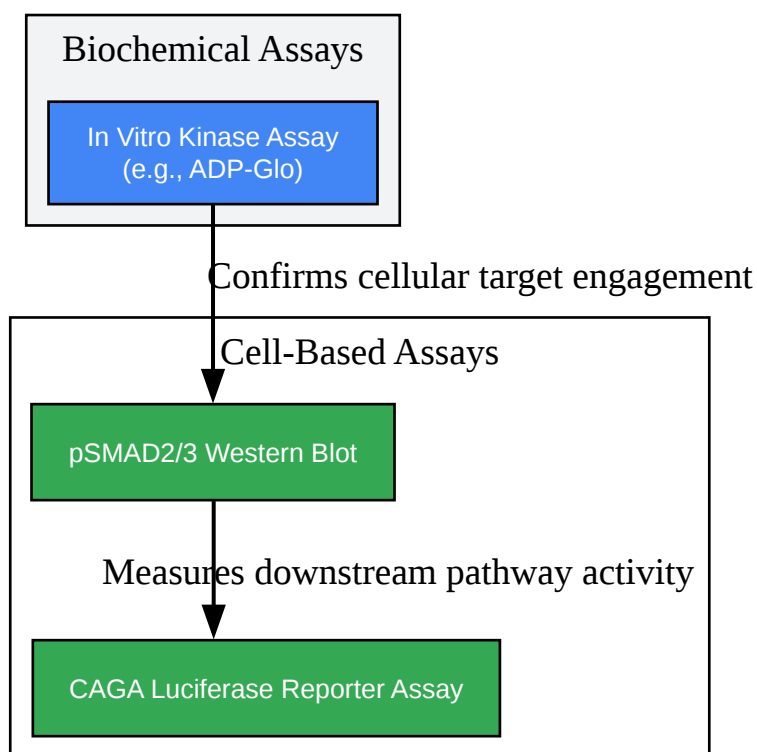 Biochemical Assays
In Vitro Kinase Assay
(e.g., ADP-Glo)
Confirms cellular target engagement
Cell-Based Assays
pSMAD2/3 Western Blot
Measures downstream pathway activity
CAGA Luciferase Reporter Assay